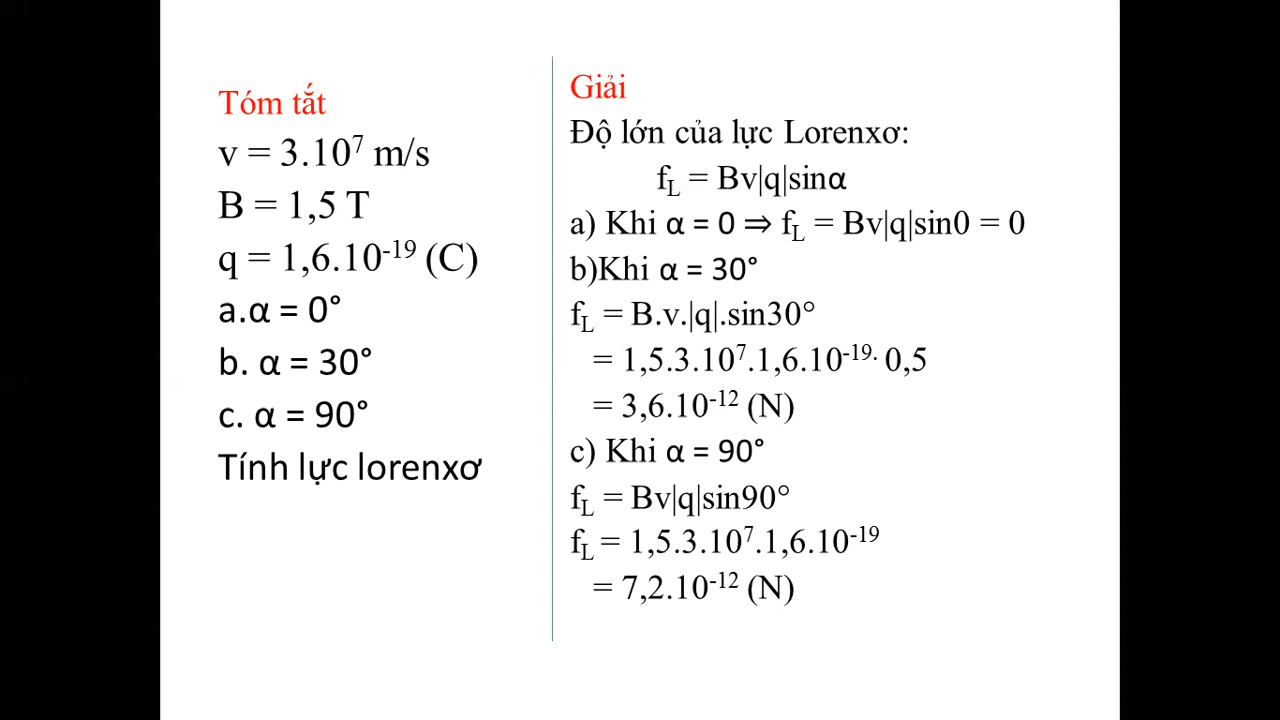 Tóm tắt
v = 3.10⁷ m/s
B = 1,5 T
q = 1,6.10⁻¹⁹ (C)
a.α = 0°
b. α = 30°
c. α = 90°
Tính lực lorenxơ
Giải
Độ lớn của lực Lorenxơ:
f_L = Bv|q|sinα
a) Khi α = 0 ⇒ f_L = Bv|q|sin0 = 0
b)Khi α = 30°
f_L = B.v.|q|.sin30°
= 1,5.3.10⁷.1,6.10⁻¹⁹· 0,5
= 3,6.10⁻¹² (N)
c) Khi α = 90°
f_L = Bv|q|sin90°
f_L = 1,5.3.10⁷.1,6.10⁻¹⁹
= 7,2.10⁻¹² (N)